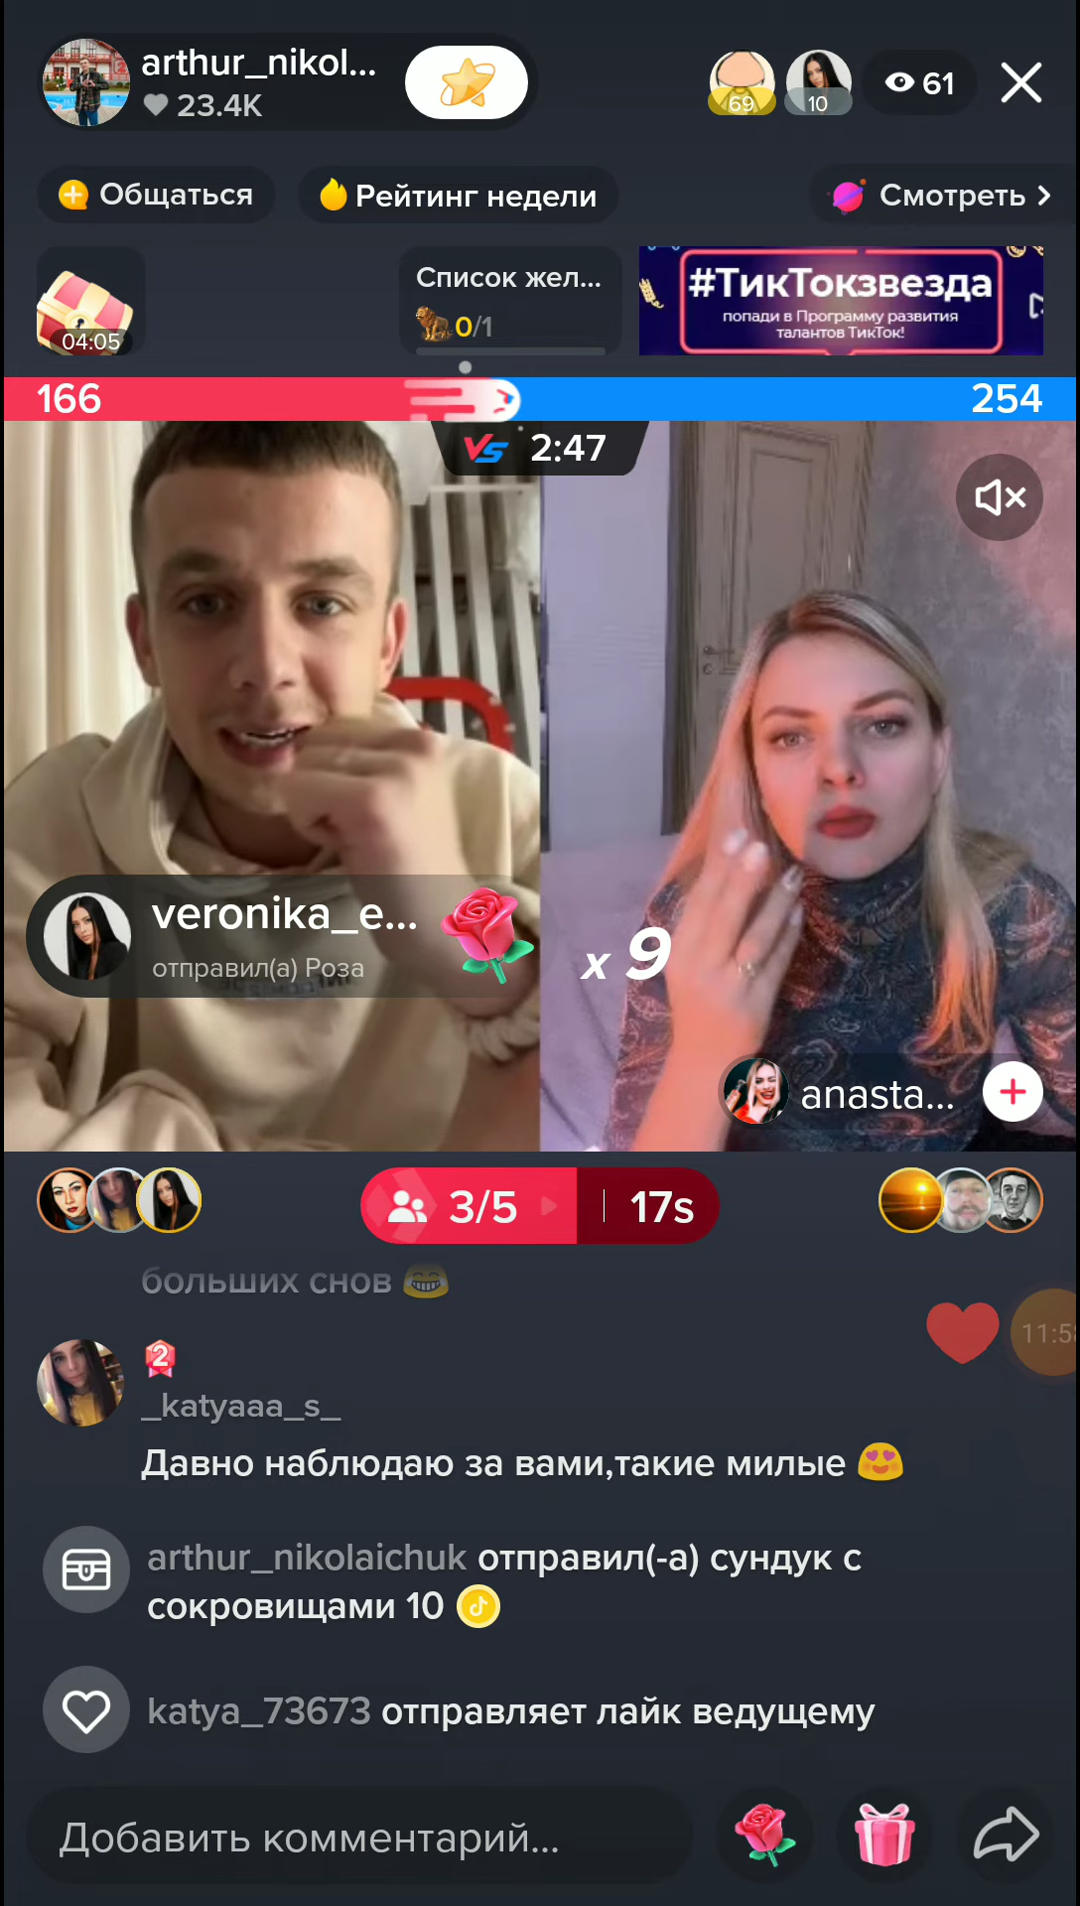 arthur_nikol...
23.4K
69
10
61
Общаться
Рейтинг недели
Смотреть >
04:05
Список жел...
0/1
#ТикТокзвезда
попади в Программу развития
талантов ТикТок!
166
254
VS 2:47
veronika_e...
отправил(а) Роза
x 9
anasta...
3/5
17s
больших снов 😂
2
_katyaaa_s_
Давно наблюдаю за вами,такие милые 😍
arthur_nikolaichuk отправил(-а) сундук с
сокровищами 10
katya_73673 отправляет лайк ведущему
Добавить комментарий...